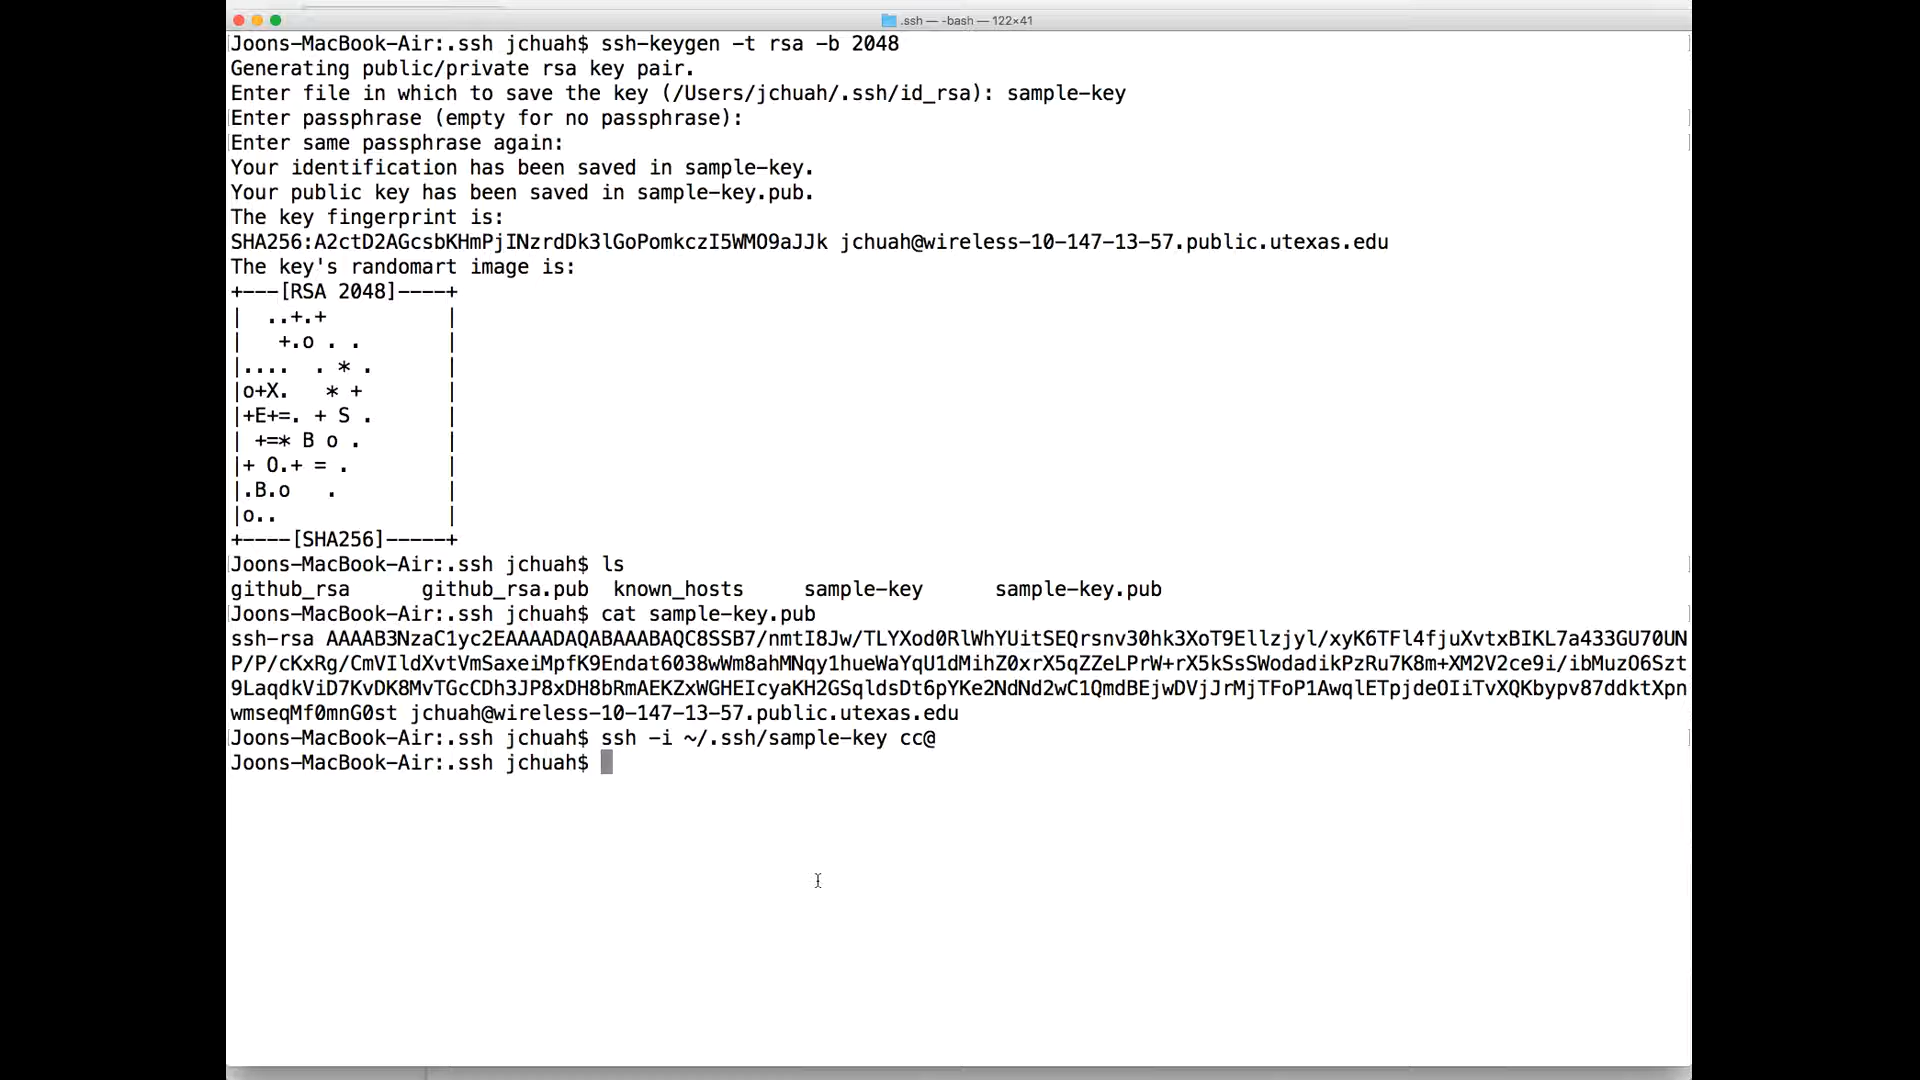 .ssh — -bash — 122×41
Joons-MacBook-Air:.ssh jchuah$ ssh-keygen -t rsa -b 2048
Generating public/private rsa key pair.
Enter file in which to save the key (/Users/jchuah/.ssh/id_rsa): sample-key
Enter passphrase (empty for no passphrase):
Enter same passphrase again:
Your identification has been saved in sample-key.
Your public key has been saved in sample-key.pub.
The key fingerprint is:
SHA256:A2ctD2AGcsbKHmPjINzrdDk3lGoPomkczI5WMO9aJJk jchuah@wireless-10-147-13-57.public.utexas.edu
The key's randomart image is:
+---[RSA 2048]----+
|  ..+.+          |
|   +.o . .       |
|....  . * .      |
|o+X.   * +       |
|+E+=. + S .      |
| +=* B o .       |
|+ O.+ = .        |
|.B.o   .         |
|o..              |
+----[SHA256]-----+
Joons-MacBook-Air:.ssh jchuah$ ls
github_rsa      github_rsa.pub  known_hosts     sample-key      sample-key.pub
Joons-MacBook-Air:.ssh jchuah$ cat sample-key.pub
ssh-rsa AAAAB3NzaC1yc2EAAAADAQABAAABAQC8SSB7/nmtI8Jw/TLYXod0RlWhYUitSEQrsnv30hk3XoT9Ellzjyl/xyK6TFl4fjuXvtxBIKL7a433GU70UN
P/P/cKxRg/CmVIldXvtVmSaxeiMpfK9Endat6038wWm8ahMNqy1hueWaYqU1dMihZ0xrX5qZZeLPrW+rX5kSsSWodadikPzRu7K8m+XM2V2ce9i/ibMuzO6Szt
9LaqdkViD7KvDK8MvTGcCDh3JP8xDH8bRmAEKZxWGHEIcyaKH2GSqldsDt6pYKe2NdNd2wC1QmdBEjwDVjJrMjTFoP1AwqlETpjdeOIiTvXQKbypv87ddktXpn
wmseqMf0mnG0st jchuah@wireless-10-147-13-57.public.utexas.edu
Joons-MacBook-Air:.ssh jchuah$ ssh -i ~/.ssh/sample-key cc@
Joons-MacBook-Air:.ssh jchuah$